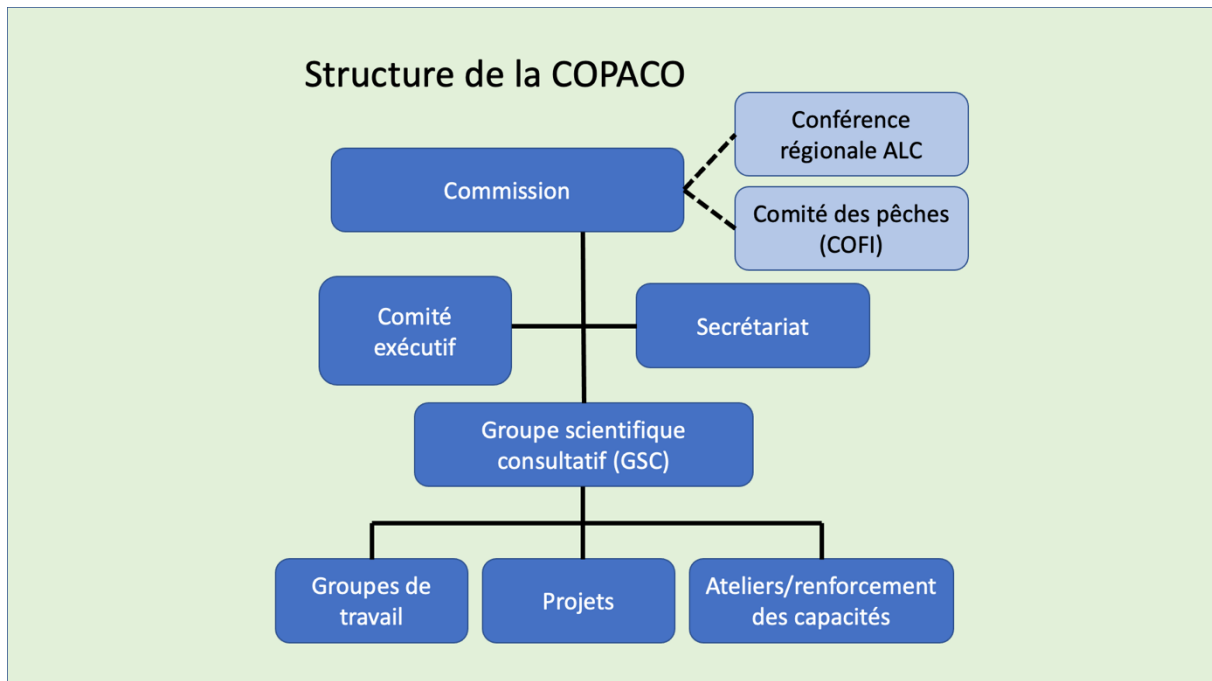 Structure de la COPACO
Conférence
régionale ALC
Commission
Comité des pêches
(COFI)
Comité
exécutif
Secrétariat
Groupe scientifique
consultatif (GSC)
Groupes de
travail
Projets
Ateliers/renforcement
des capacités